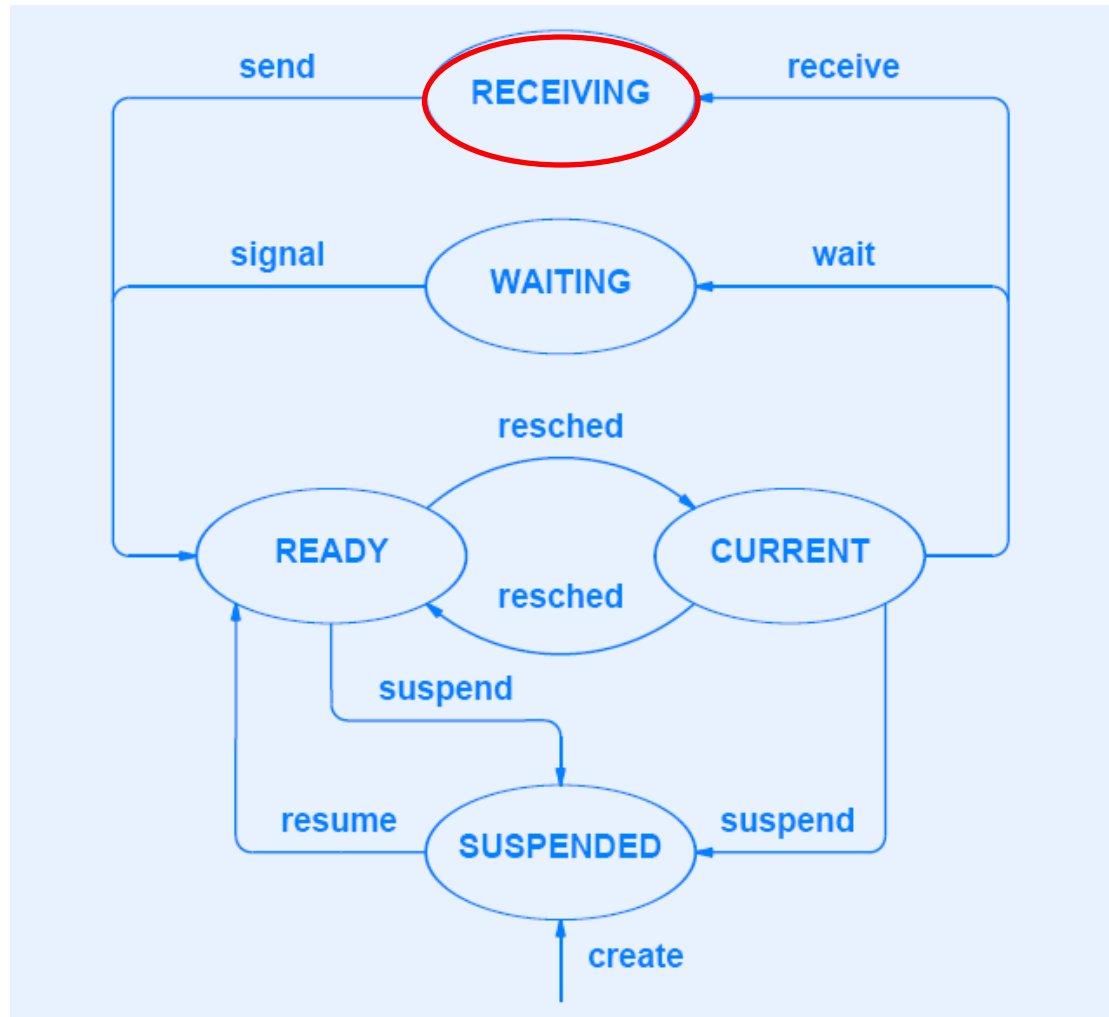 send
RECEIVING
receive
signal
WAITING
wait
resched
READY
CURRENT
resched
suspend
resume
SUSPENDED
suspend
create